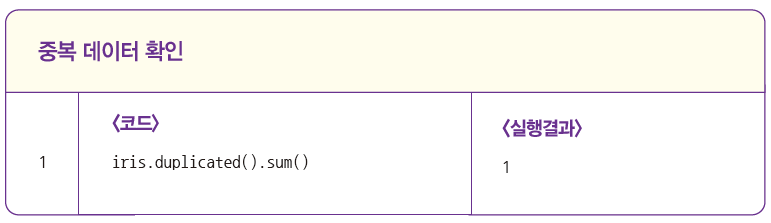 중복 데이터 확인
<코드>
1
iris.duplicated().sum()
<실행결과>
1